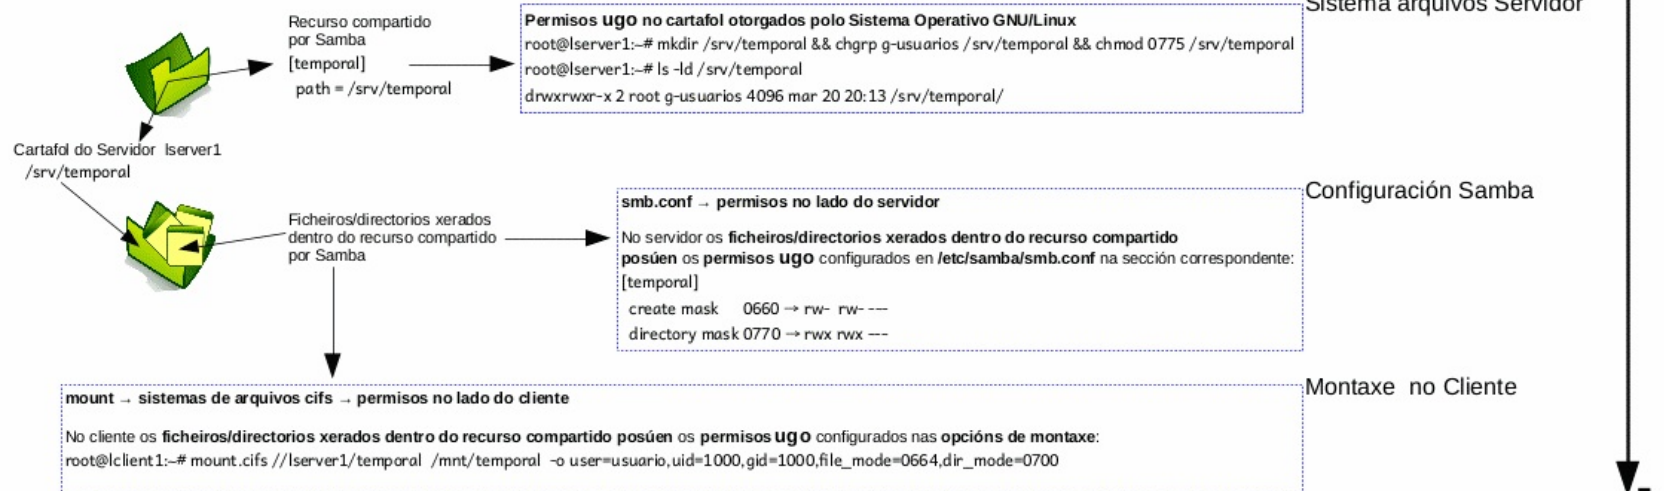 Sistema arquivos Servidor
Recurso compartido
por Samba
[temporal]
path = /srv/temporal
Permisos ugo no cartafol otorgados polo Sistema Operativo GNU/Linux
root@lserver1:~# mkdir /srv/temporal && chgrp g-usuarios /srv/temporal && chmod 0775 /srv/temporal
root@lserver1:~# ls -ld /srv/temporal
drwxrwxr-x 2 root g-usuarios 4096 mar 20 20:13 /srv/temporal/
Cartafol do Servidor lserver1
/srv/temporal
Configuración Samba
Ficheiros/directorios xerados
dentro do recurso compartido
por Samba
smb.conf → permisos no lado do servidor
No servidor os ficheiros/directorios xerados dentro do recurso compartido
posúen os permisos ugo configurados en /etc/samba/smb.conf na sección correspondente:
[temporal]
create mask 0660 → rw- rw- ---
directory mask 0770 → rwx rwx ---
Montaxe no Cliente
mount → sistemas de arquivos cifs → permisos no lado do cliente
No cliente os ficheiros/directorios xerados dentro do recurso compartido posúen os permisos ugo configurados nas opcións de montaxe:
root@lclient1:~# mount.cifs //lserver1/temporal /mnt/temporal -o user=usuario,uid=1000,gid=1000,file_mode=0664,dir_mode=0700